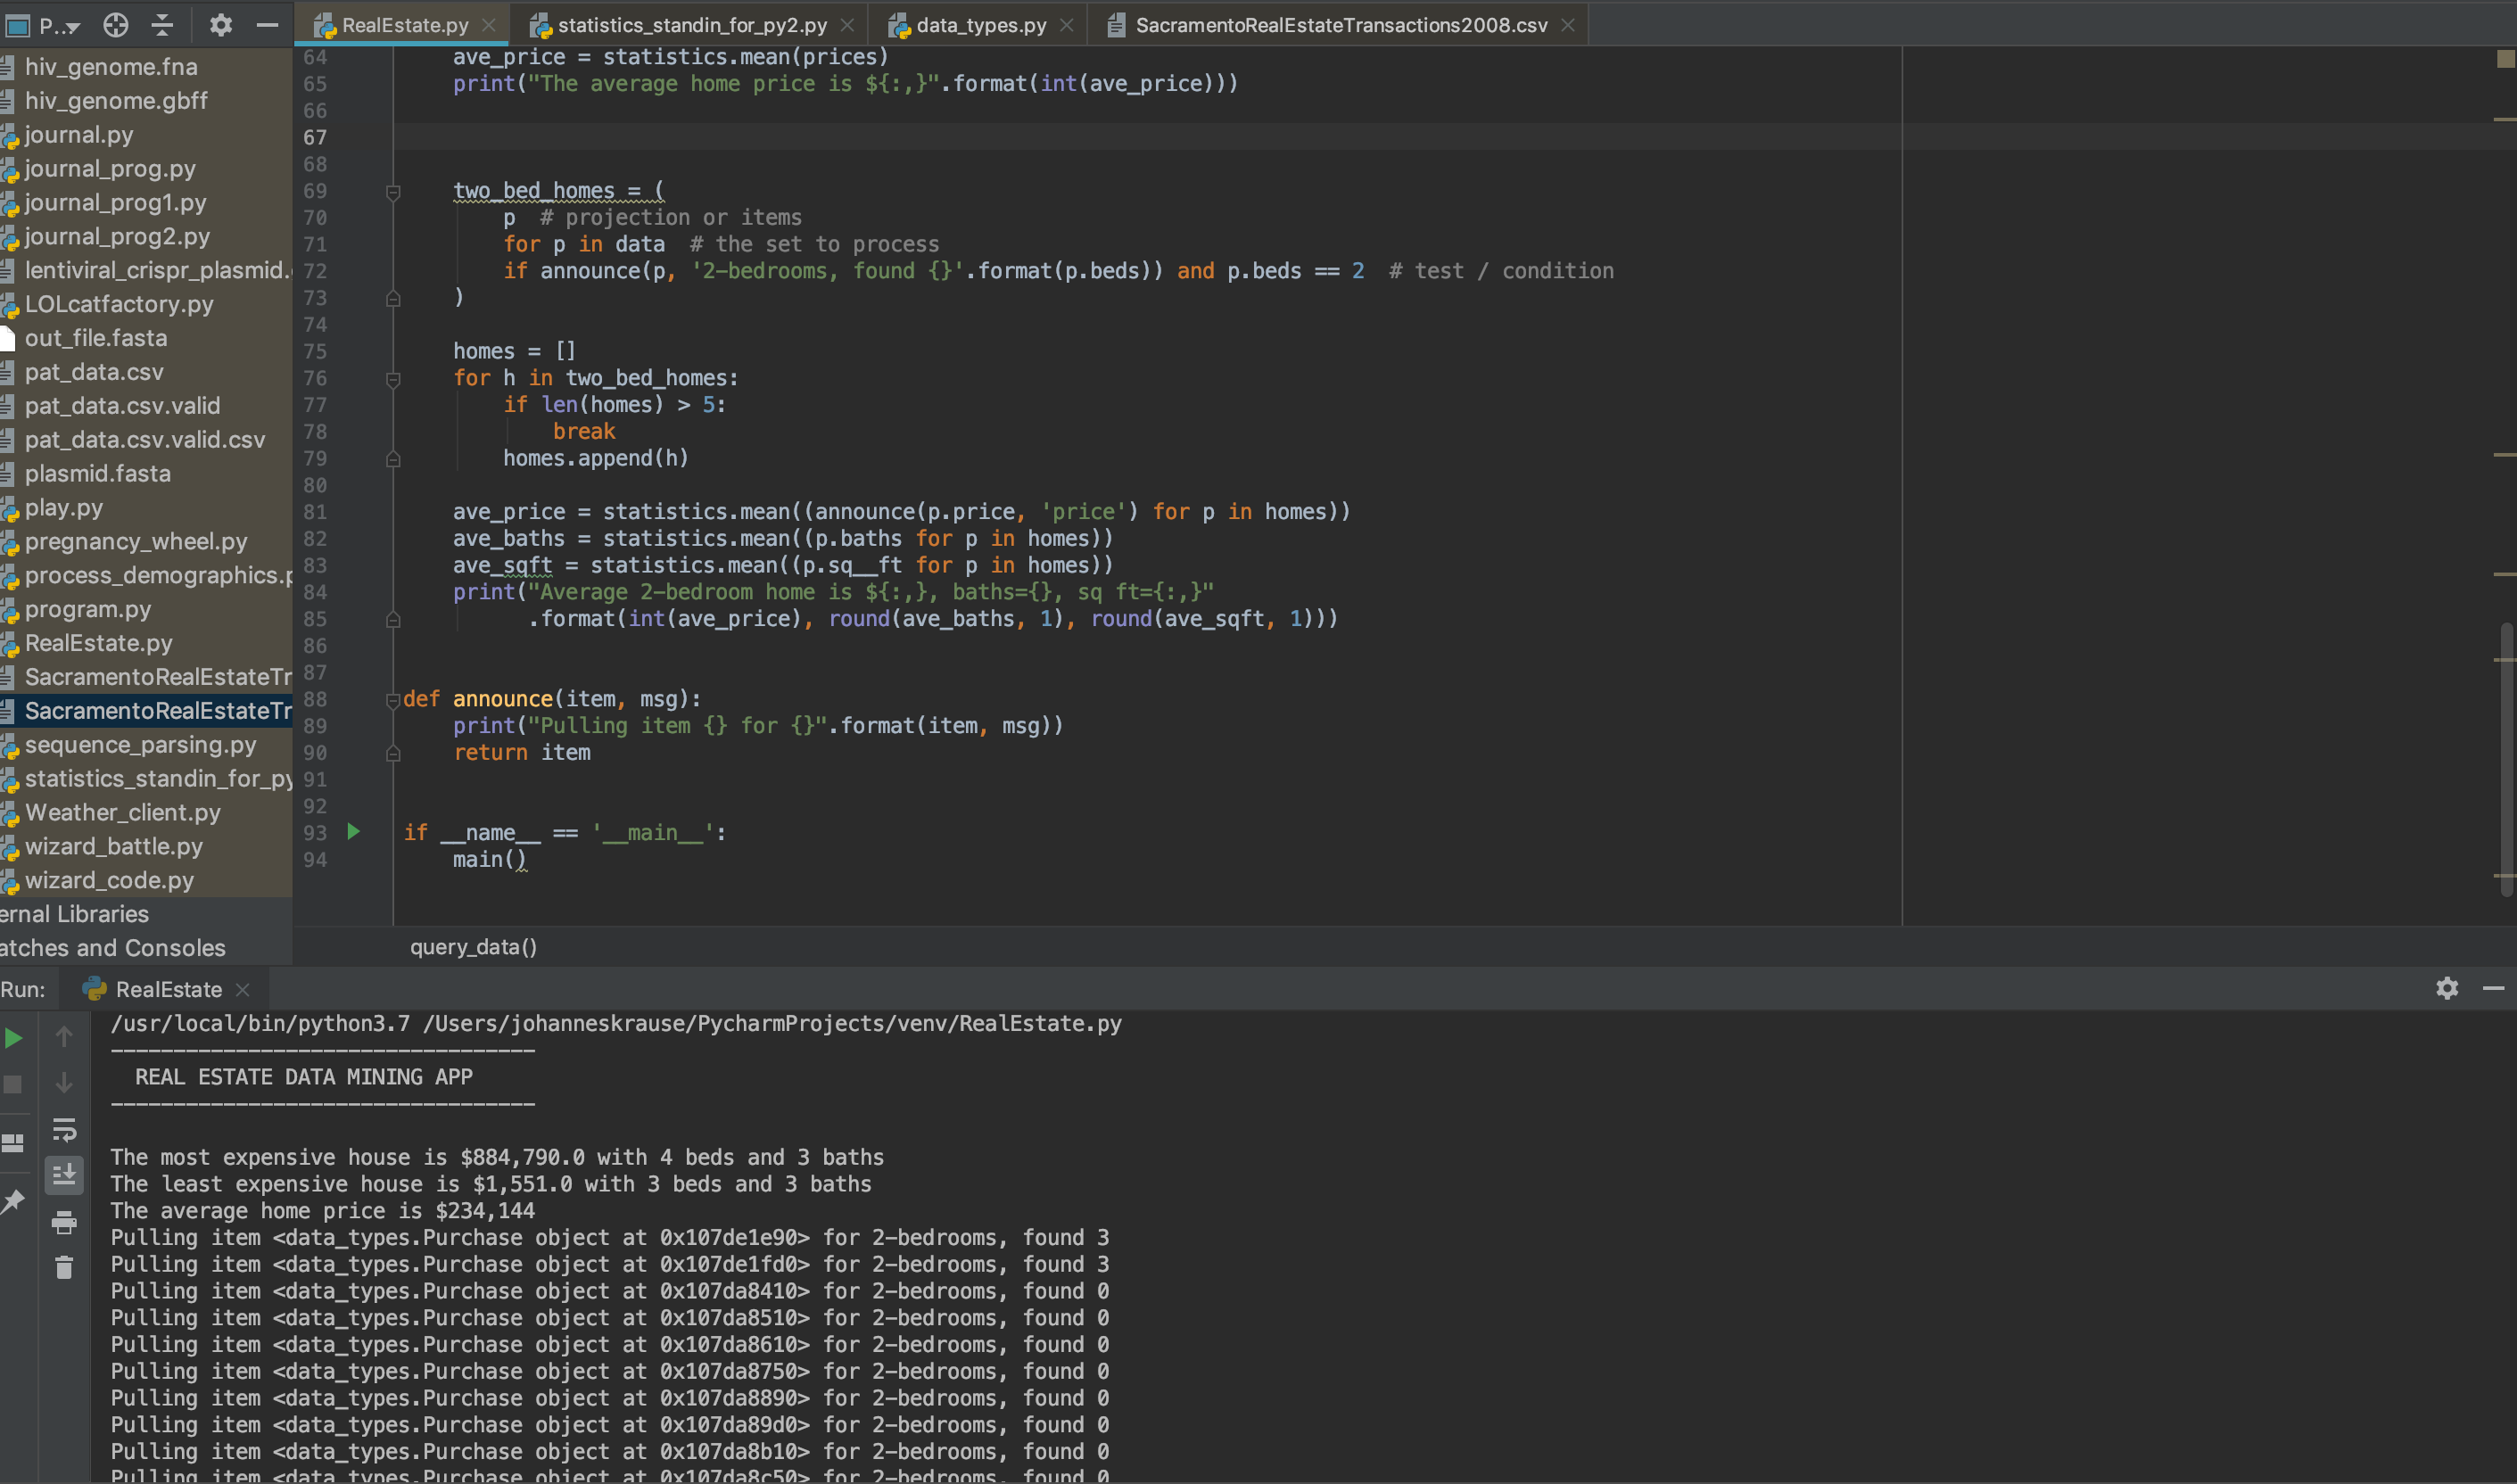 P...
RealEstate.py
statistics_standin_for_py2.py
data_types.py
SacramentoRealEstateTransactions2008.csv
hiv_genome.fna
hiv_genome.gbff
journal.py
journal_prog.py
journal_prog1.py
journal_prog2.py
lentiviral_crispr_plasmid.
LOLcatfactory.py
out_file.fasta
pat_data.csv
pat_data.csv.valid
pat_data.csv.valid.csv
plasmid.fasta
play.py
pregnancy_wheel.py
process_demographics.p
program.py
RealEstate.py
SacramentoRealEstateTr
SacramentoRealEstateTr
sequence_parsing.py
statistics_standin_for_py
Weather_client.py
wizard_battle.py
wizard_code.py
ernal Libraries
atches and Consoles
64 ave_price = statistics.mean(prices)
65 print("The average home price is ${:,}".format(int(ave_price)))
66
67
68
69 two_bed_homes = (
70 p # projection or items
71 for p in data # the set to process
72 if announce(p, '2-bedrooms, found {}'.format(p.beds)) and p.beds == 2 # test / condition
73 )
74
75 homes = []
76 for h in two_bed_homes:
77 if len(homes) > 5:
78 break
79 homes.append(h)
80
81 ave_price = statistics.mean((announce(p.price, 'price') for p in homes))
82 ave_baths = statistics.mean((p.baths for p in homes))
83 ave_sqft = statistics.mean((p.sq__ft for p in homes))
84 print("Average 2-bedroom home is ${:,}, baths={}, sq ft={:,}"
85 .format(int(ave_price), round(ave_baths, 1), round(ave_sqft, 1)))
86
87
88 def announce(item, msg):
89 print("Pulling item {} for {}".format(item, msg))
90 return item
91
92
93 if __name__ == '__main__':
94 main()
query_data()
Run: RealEstate
/usr/local/bin/python3.7 /Users/johanneskrause/PycharmProjects/venv/RealEstate.py
----------------------------------
REAL ESTATE DATA MINING APP
----------------------------------
The most expensive house is $884,790.0 with 4 beds and 3 baths
The least expensive house is $1,551.0 with 3 beds and 3 baths
The average home price is $234,144
Pulling item <data_types.Purchase object at 0x107de1e90> for 2-bedrooms, found 3
Pulling item <data_types.Purchase object at 0x107de1fd0> for 2-bedrooms, found 3
Pulling item <data_types.Purchase object at 0x107da8410> for 2-bedrooms, found 0
Pulling item <data_types.Purchase object at 0x107da8510> for 2-bedrooms, found 0
Pulling item <data_types.Purchase object at 0x107da8610> for 2-bedrooms, found 0
Pulling item <data_types.Purchase object at 0x107da8750> for 2-bedrooms, found 0
Pulling item <data_types.Purchase object at 0x107da8890> for 2-bedrooms, found 0
Pulling item <data_types.Purchase object at 0x107da89d0> for 2-bedrooms, found 0
Pulling item <data_types.Purchase object at 0x107da8b10> for 2-bedrooms, found 0
Pulling item <data_types.Purchase object at 0x107da8c50> for 2-bedrooms, found 0